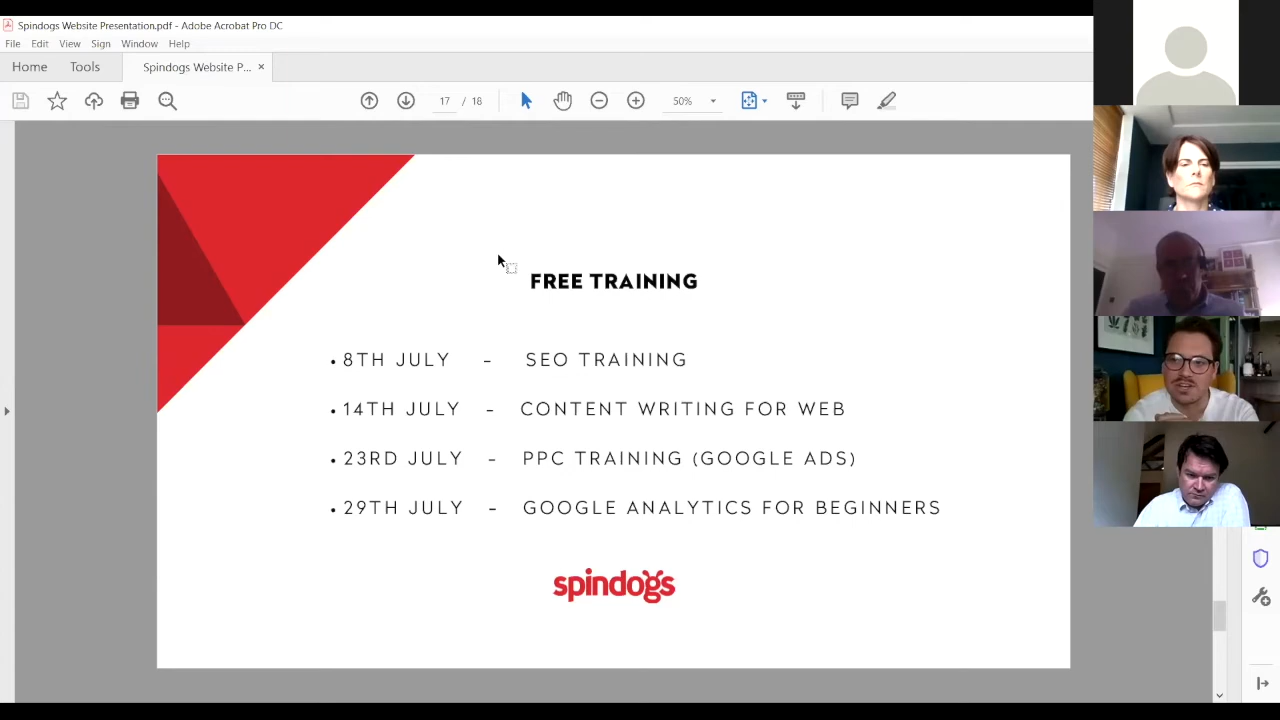 Spindogs Website Presentation.pdf - Adobe Acrobat Pro DC
File Edit View Sign Window Help
Home Tools Spindogs Website P... ×
17 / 18 50%
FREE TRAINING
• 8TH JULY - SEO TRAINING
• 14TH JULY - CONTENT WRITING FOR WEB
• 23RD JULY - PPC TRAINING (GOOGLE ADS)
• 29TH JULY - GOOGLE ANALYTICS FOR BEGINNERS
spindogs